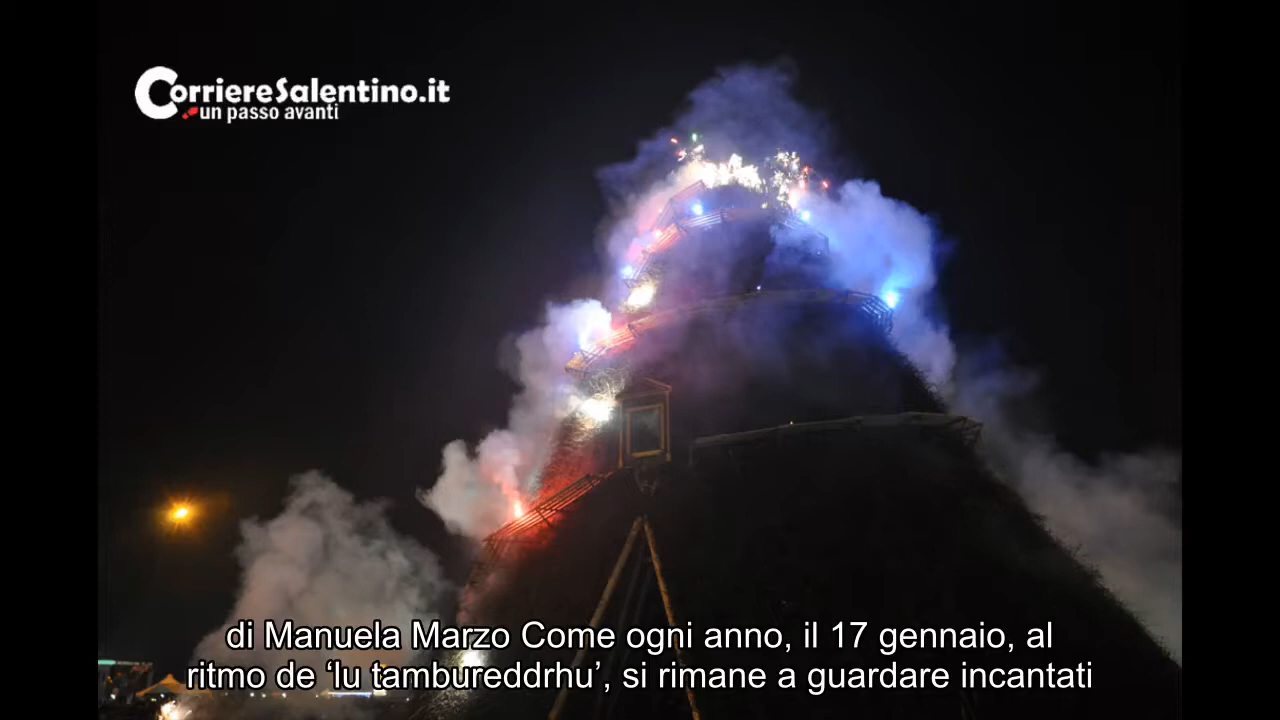 CorriereSalentino.it
un passo avanti
di Manuela Marzo Come ogni anno, il 17 gennaio, al
ritmo de ‘lu tambureddrhu’, si rimane a guardare incantati